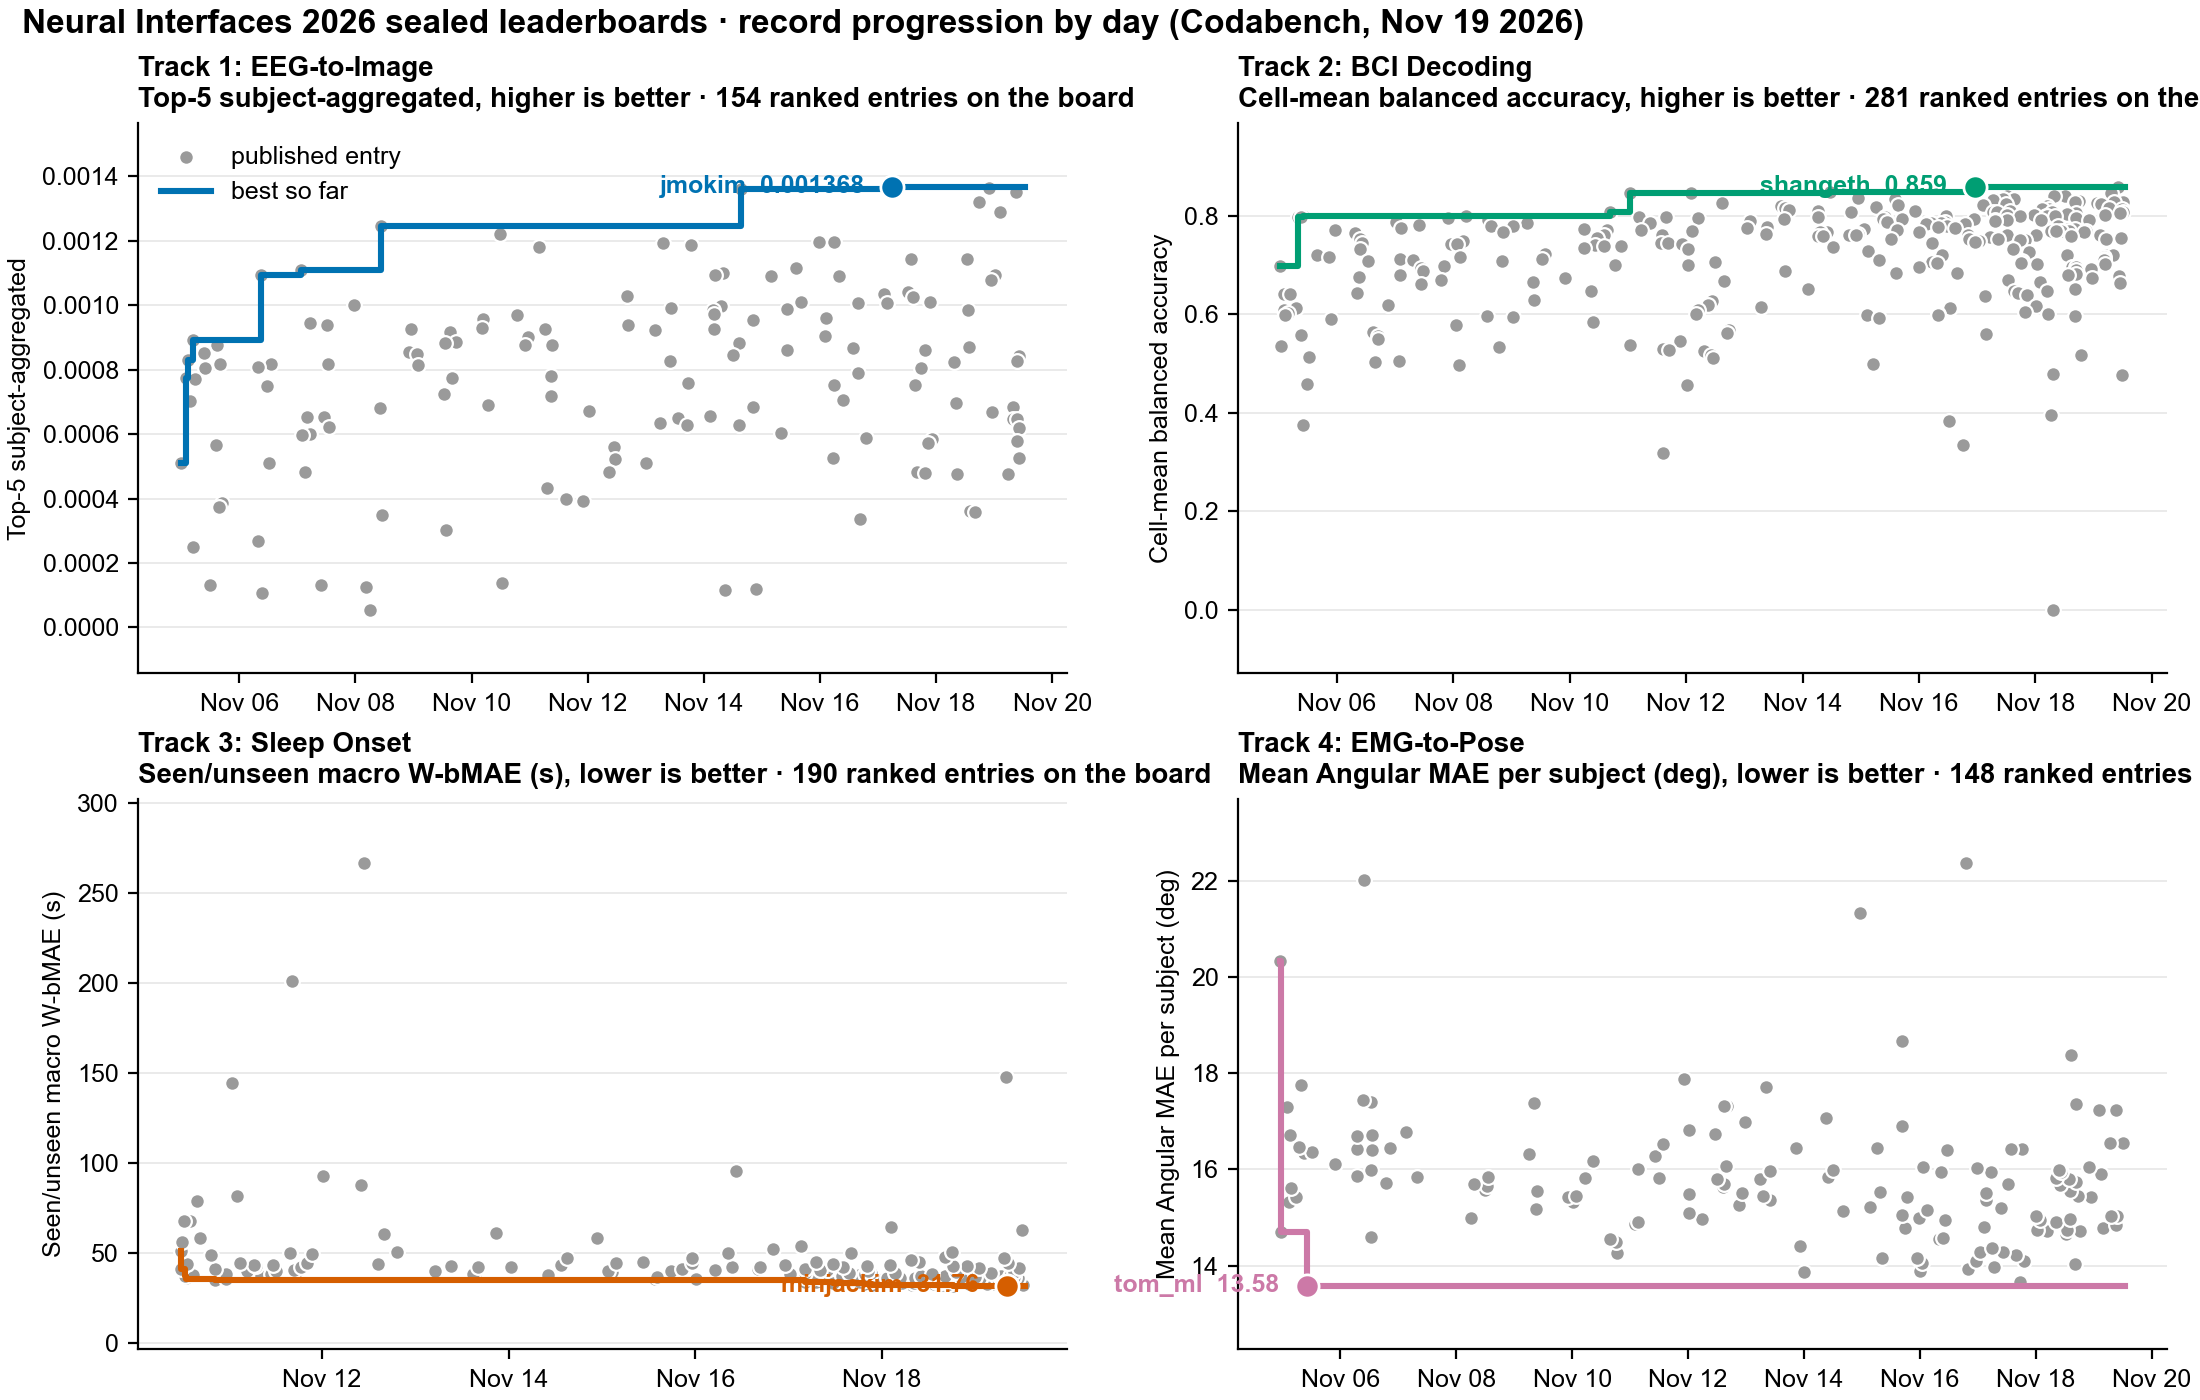 Neural Interfaces 2026 sealed leaderboards · record progression by day (Codabench, Nov 19 2026)
Track 1: EEG-to-Image
Top-5 subject-aggregated, higher is better · 154 ranked entries on the board
published entry
best so far
jmokim 0.001368
Top-5 subject-aggregated
0.0014
0.0012
0.0010
0.0008
0.0006
0.0004
0.0002
0.0000
Nov 06 Nov 08 Nov 10 Nov 12 Nov 14 Nov 16 Nov 18 Nov 20
Track 2: BCI Decoding
Cell-mean balanced accuracy, higher is better · 281 ranked entries on the
shangeth 0.859
Cell-mean balanced accuracy
0.8
0.6
0.4
0.2
0.0
Nov 06 Nov 08 Nov 10 Nov 12 Nov 14 Nov 16 Nov 18 Nov 20
Track 3: Sleep Onset
Seen/unseen macro W-bMAE (s), lower is better · 190 ranked entries on the board
Seen/unseen macro W-bMAE (s)
300
250
200
150
100
50
0
31.76
Nov 12 Nov 14 Nov 16 Nov 18
Track 4: EMG-to-Pose
Mean Angular MAE per subject (deg), lower is better · 148 ranked entries
Mean Angular MAE per subject (deg)
22
20
18
16
14
tom_ml 13.58
Nov 06 Nov 08 Nov 10 Nov 12 Nov 14 Nov 16 Nov 18 Nov 20